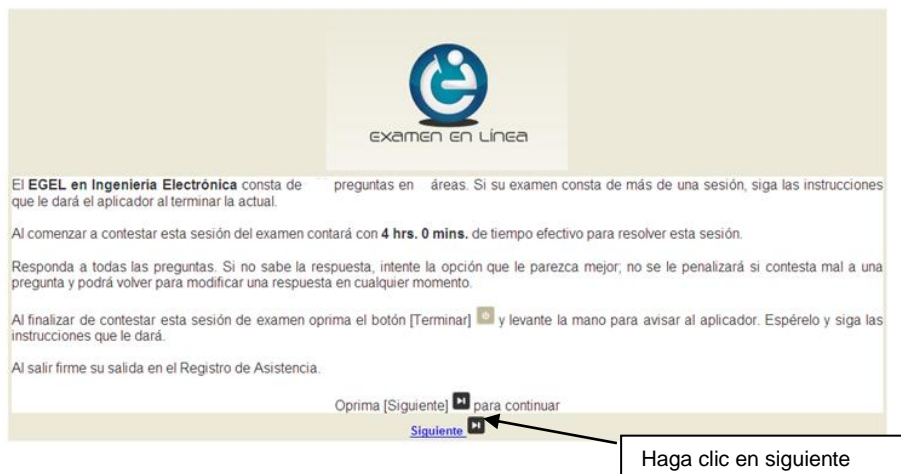 examen en Línea
El EGEL en Ingeniería Electrónica consta de preguntas en áreas. Si su examen consta de más de una sesión, siga las instrucciones
que le dará el aplicador al terminar la actual.
Al comenzar a contestar esta sesión del examen contará con 4 hrs. 0 mins. de tiempo efectivo para resolver esta sesión.
Responda a todas las preguntas. Si no sabe la respuesta, intente la opción que le parezca mejor; no se le penalizará si contesta mal a una
pregunta y podrá volver para modificar una respuesta en cualquier momento.
Al finalizar de contestar esta sesión de examen oprima el botón [Terminar] y levante la mano para avisar al aplicador. Espérelo y siga las
instrucciones que le dará.
Al salir firme su salida en el Registro de Asistencia.
Oprima [Siguiente] para continuar
Siguiente
Haga clic en siguiente